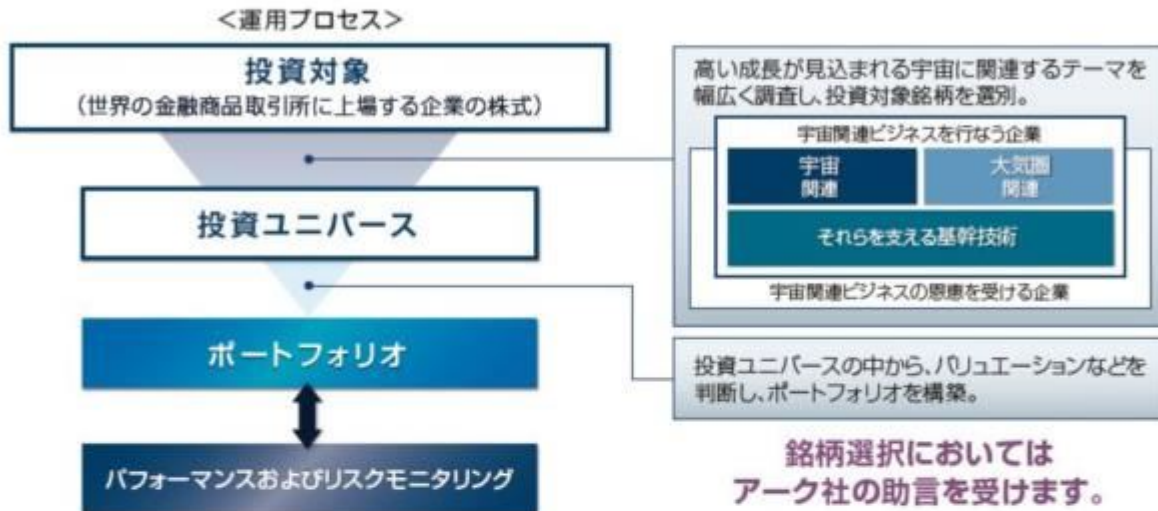 ＜運用プロセス＞
投資対象
（世界の金融商品取引所に上場する企業の株式）
投資ユニバース
ポートフォリオ
パフォーマンスおよびリスクモニタリング
高い成長が見込まれる宇宙に関連するテーマを
幅広く調査し、投資対象銘柄を選別。
宇宙関連ビジネスを行なう企業
宇宙
関連
大気圏
関連
それらを支える基幹技術
宇宙関連ビジネスの恩恵を受ける企業
投資ユニバースの中から、バリュエーションなどを
判断し、ポートフォリオを構築。
銘柄選択においては
アーク社の助言を受けます。